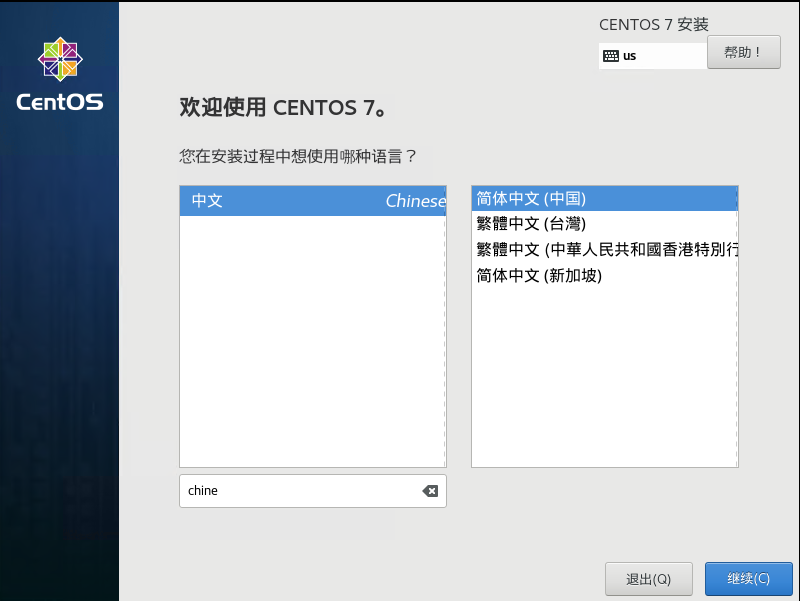 CENTOS 7 安装
us
帮助！
CentOS
欢迎使用 CENTOS 7。
您在安装过程中想使用哪种语言？
中文 Chinese
简体中文 (中国)
繁體中文 (台灣)
繁體中文 (中華人民共和國香港特別行
简体中文 (新加坡)
chine
退出(Q)
继续(C)